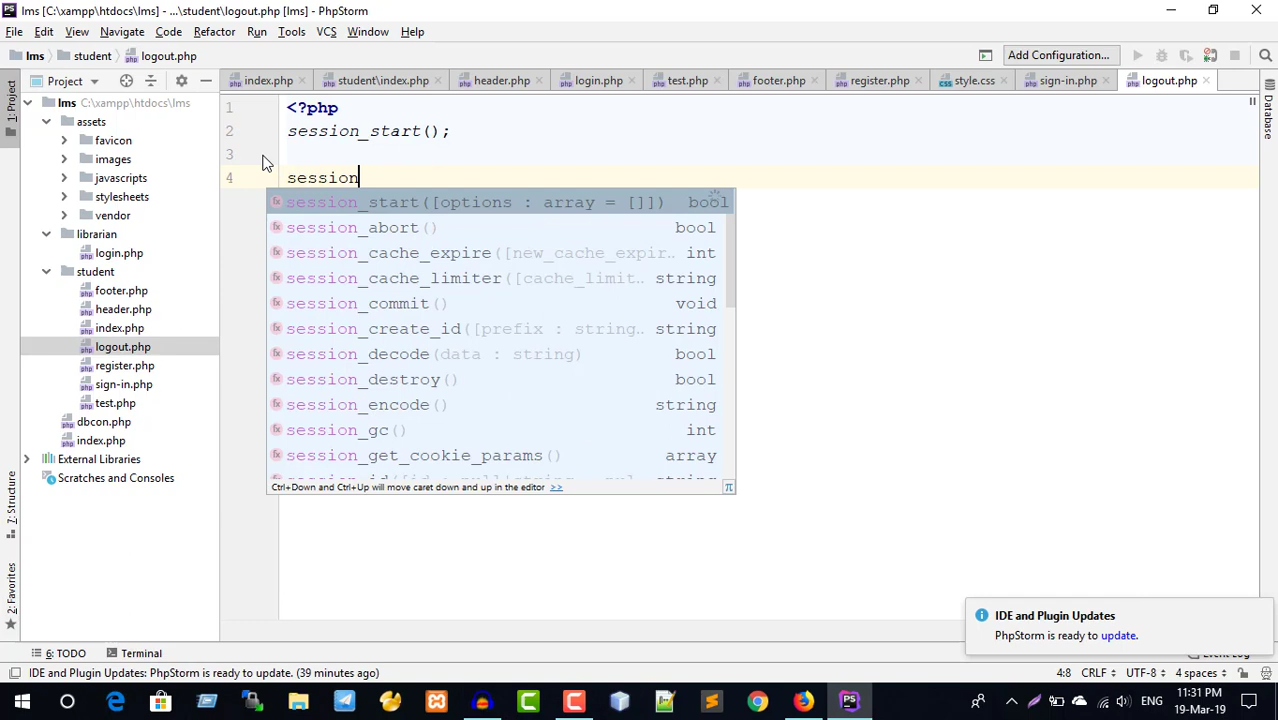 lms [C:\xampp\htdocs\lms] - ...\student\logout.php [lms] - PhpStorm
File Edit View Navigate Code Refactor Run Tools VCS Window Help
lms student logout.php
Add Configuration...
Project
index.php student\index.php header.php login.php test.php footer.php register.php style.css sign-in.php logout.php
1: Project
Database
lms C:\xampp\htdocs\lms
assets
favicon
images
javascripts
stylesheets
vendor
librarian
login.php
student
footer.php
header.php
index.php
logout.php
register.php
sign-in.php
test.php
dbcon.php
index.php
External Libraries
Scratches and Consoles
7: Structure
2: Favorites
1 <?php
2 session_start();
3
4 session
session_start([options : array = []]) bool
session_abort() bool
session_cache_expire([new_cache_expir.. int
session_cache_limiter([cache_limit.. string
session_commit() void
session_create_id([prefix : string.. string
session_decode(data : string) bool
session_destroy() bool
session_encode() string
session_gc() int
session_get_cookie_params() array
Ctrl+Down and Ctrl+Up will move caret down and up in the editor >>
π
IDE and Plugin Updates
PhpStorm is ready to update.
6: TODO Terminal
Event Log
IDE and Plugin Updates: PhpStorm is ready to update. (39 minutes ago)
4:8 CRLF UTF-8 4 spaces
ENG
11:31 PM
19-Mar-19